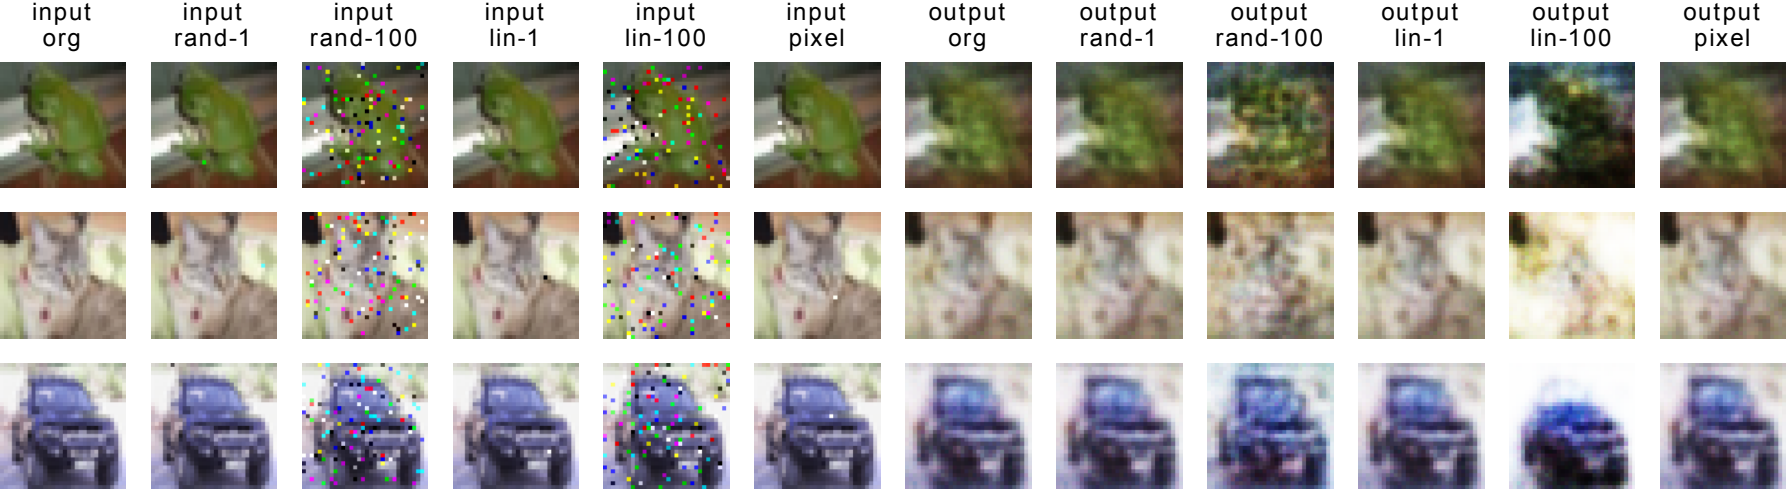 input input input input input input output output output output output output
org rand-1 rand-100 lin-1 lin-100 pixel org rand-1 rand-100 lin-1 lin-100 pixel